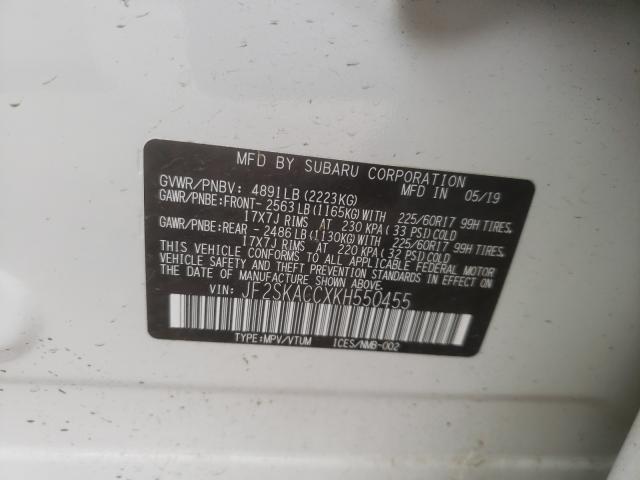 MFD BY SUBARU CORPORATION
GVWR/PNBV: 4891LB (2223KG) MFD IN 05/19
GAWR/PNBE:FRONT- 2563LB (1165KG)WITH 225/60R17 99H TIRES,
17X7J RIMS AT 230 KPA(33 PSI)COLD
GAWR/PNBE:REAR - 2486LB (1130KG)WITH 225/60R17 99H TIRES,
17X7J RIMS AT 220 KPA(32 PSI)COLD
THIS VEHICLE CONFORMS TO ALL APPLICABLE FEDERAL MOTOR
VEHICLE SAFETY AND THEFT PREVENTION STANDARDS IN EFFECT ON
THE DATE OF MANUFACTURE SHOWN ABOVE.
VIN: JF2SKACCXKH550455
TYPE:MPV/VTUM ICES/NMB-002